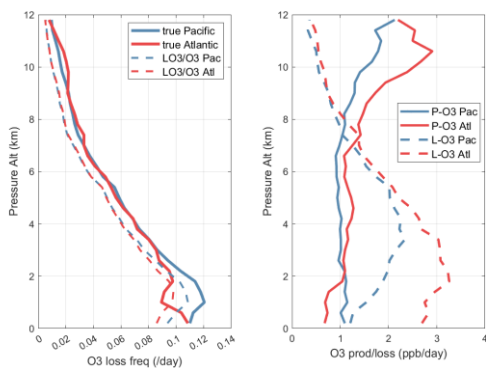 12
10
8
6
4
2
0
Pressure Alt (km)
0
0.02
0.04
0.06
0.08
0.1
0.12
0.14
O3 loss freq (/day)
true Pacific
true Atlantic
LO3/O3 Pac
LO3/O3 Atl
12
10
8
6
4
2
0
Pressure Alt (km)
0
1
2
3
4
O3 prod/loss (ppb/day)
P-O3 Pac
P-O3 Atl
L-O3 Pac
L-O3 Atl